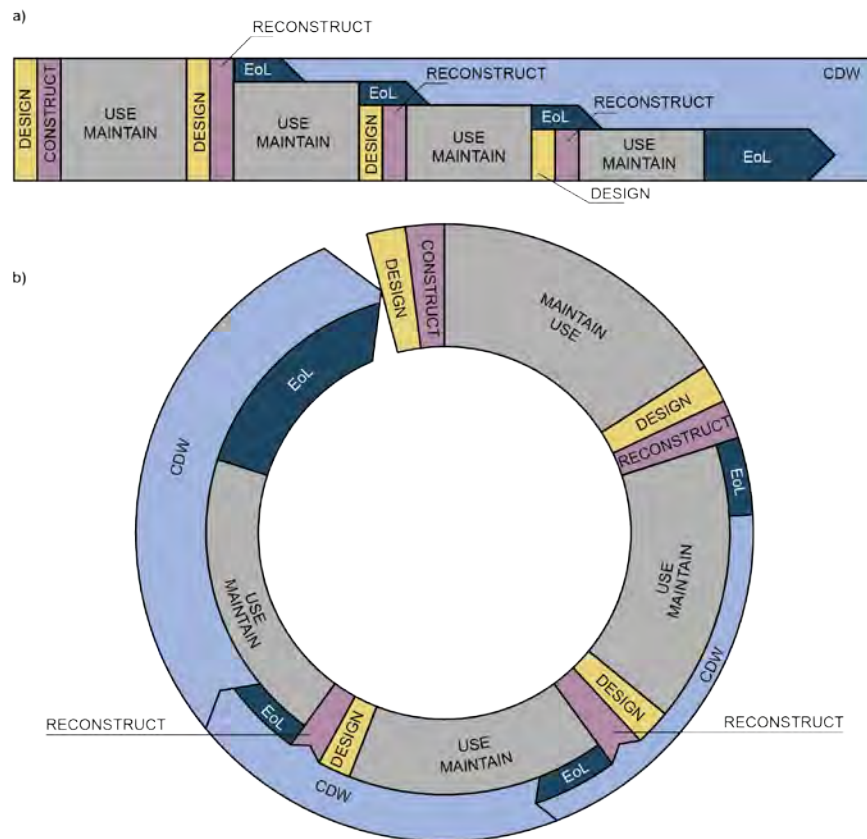 a)
RECONSTRUCT
DESIGN
CONSTRUCT
USE
MAINTAIN
DESIGN
EoL
USE
MAINTAIN
EoL
RECONSTRUCT
DESIGN
USE
MAINTAIN
EoL
RECONSTRUCT
DESIGN
USE
MAINTAIN
EoL
CDW
b)
DESIGN
CONSTRUCT
MAINTAIN
USE
DESIGN
RECONSTRUCT
EoL
USE
MAINTAIN
CDW
DESIGN
RECONSTRUCT
EoL
USE
MAINTAIN
CDW
DESIGN
RECONSTRUCT
EoL
USE
MAINTAIN
CDW
EoL